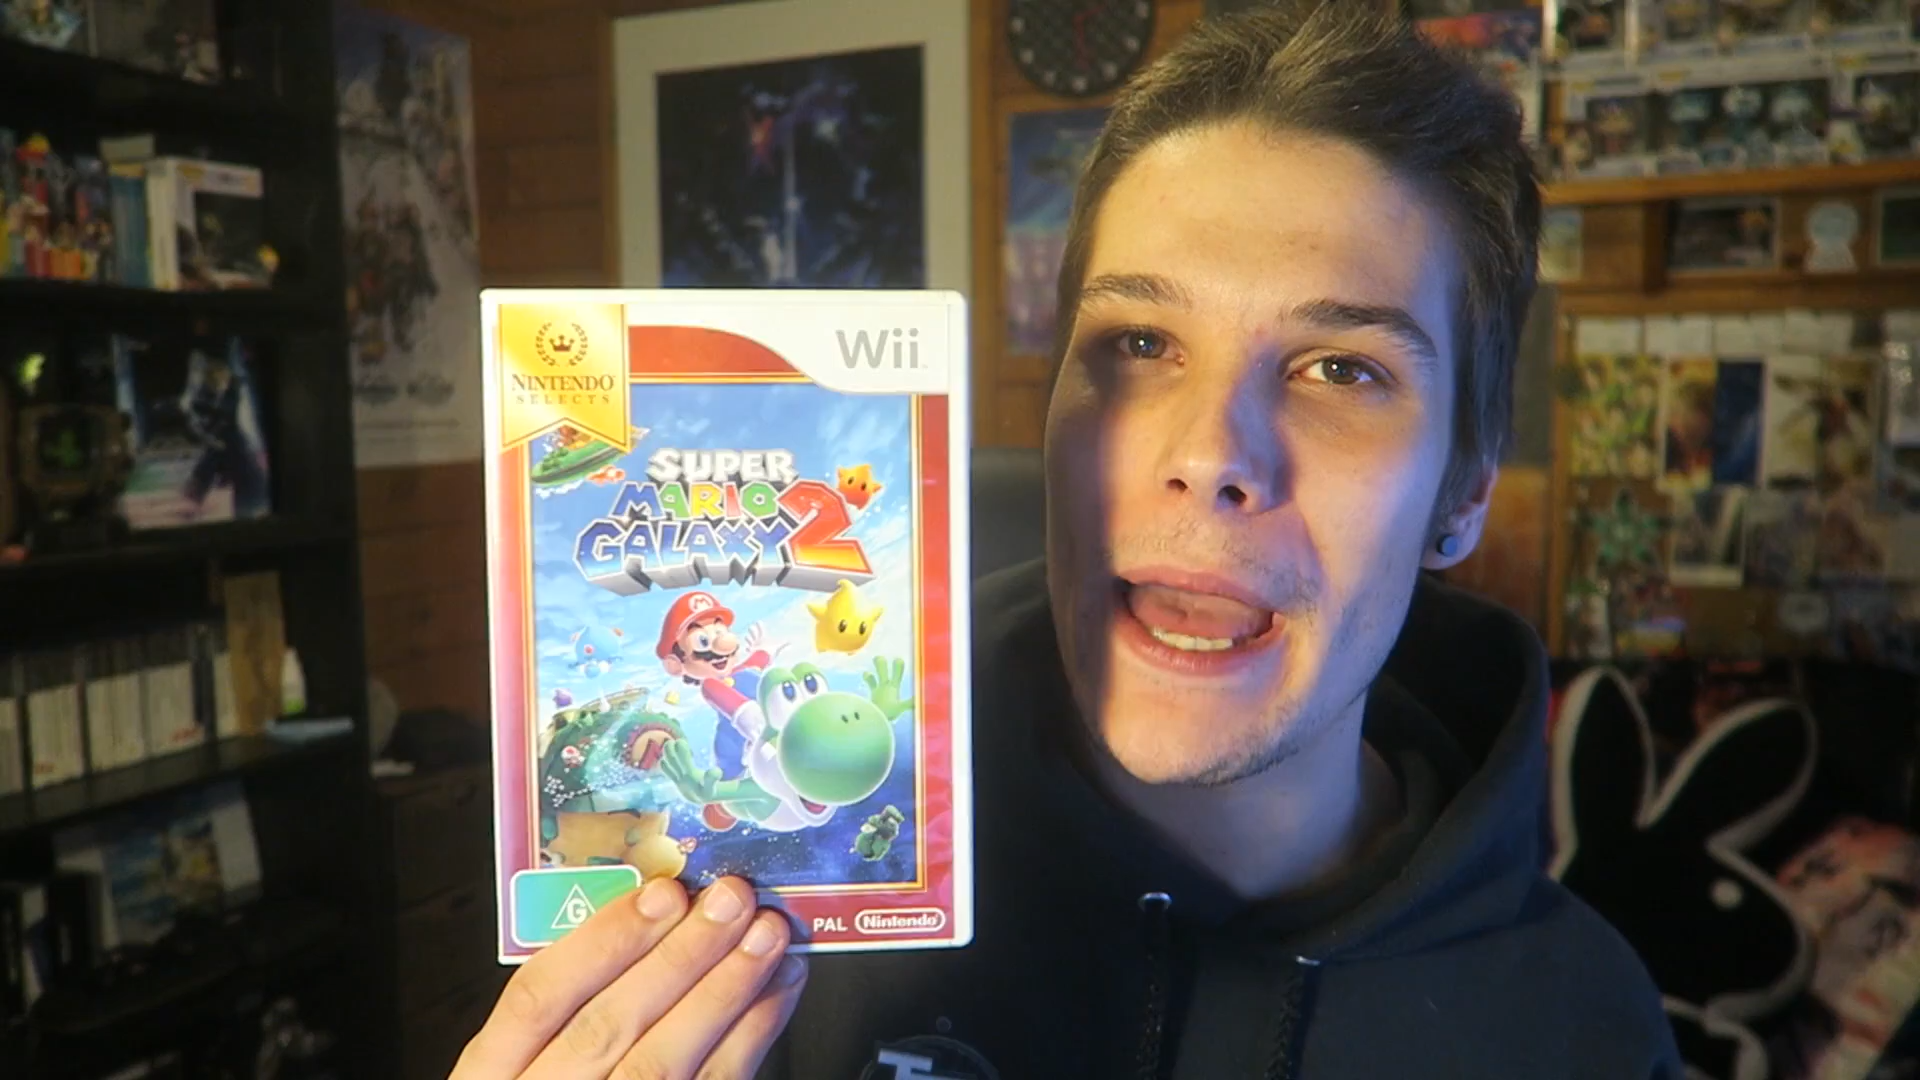 NINTENDO
SELECTS
Wii
SUPER
MARIO
GALAXY 2
M
G
PAL Nintendo